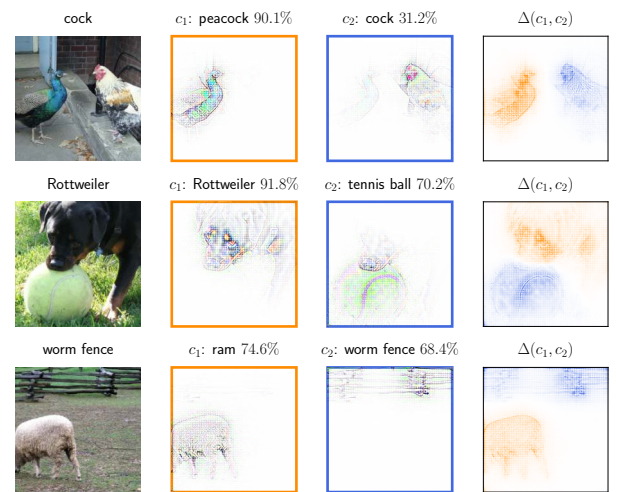 cock c₁: peacock 90.1% c₂: cock 31.2% Δ(c₁, c₂)
Rottweiler c₁: Rottweiler 91.8% c₂: tennis ball 70.2% Δ(c₁, c₂)
worm fence c₁: ram 74.6% c₂: worm fence 68.4% Δ(c₁, c₂)